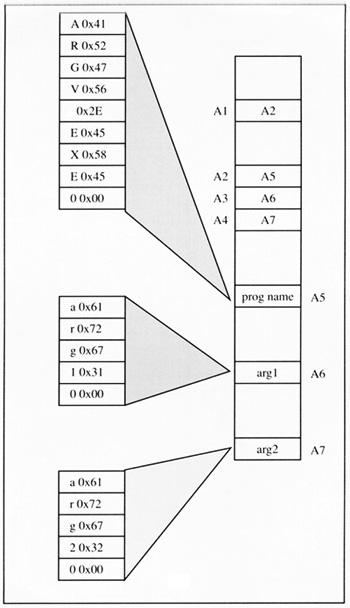 A 0x41
R 0x52
G 0x47
V 0x56
0x2E
E 0x45
X 0x58
E 0x45
0 0x00
A1 A2
A2 A5
A3 A6
A4 A7
prog name A5
a 0x61
r 0x72
g 0x67
1 0x31
0 0x00
arg1 A6
arg2 A7
a 0x61
r 0x72
g 0x67
2 0x32
0 0x00